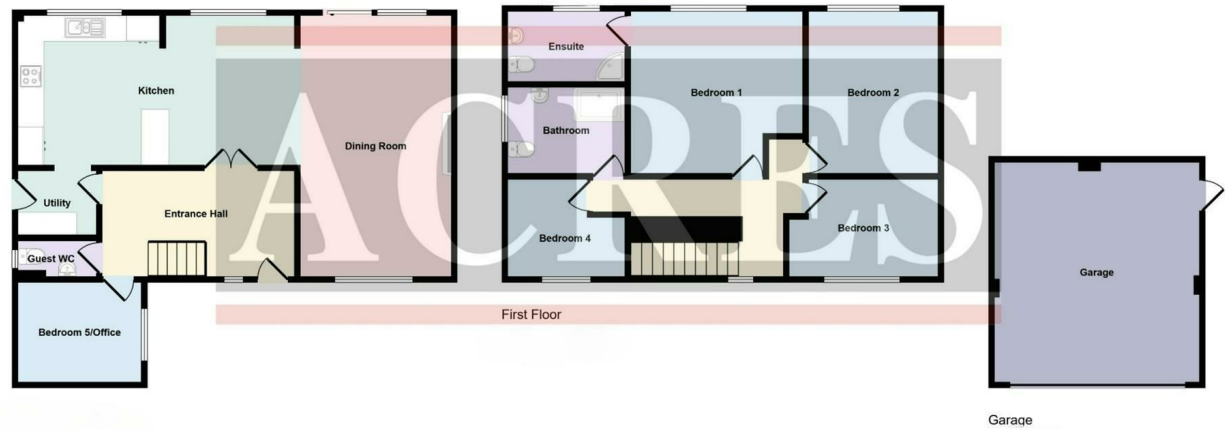 Kitchen
Dining Room
Utility
Entrance Hall
Guest WC
Bedroom 5/Office
Ensuite
Bedroom 1
Bedroom 2
Bathroom
Bedroom 4
Bedroom 3
First Floor
Garage
Garage
ACRES